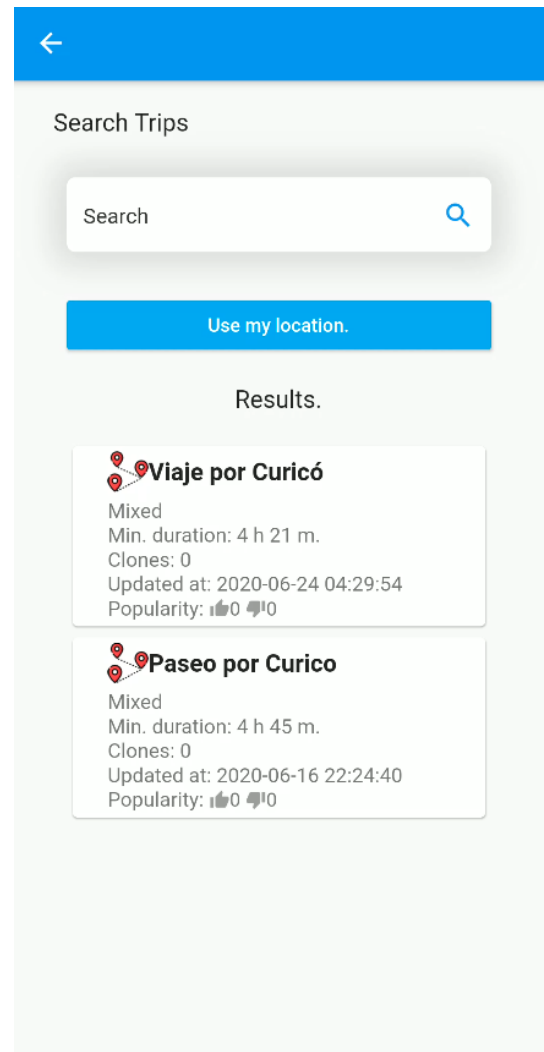 Search Trips
Search
Use my location.
Results.
Viaje por Curicó
Mixed
Min. duration: 4 h 21 m.
Clones: 0
Updated at: 2020-06-24 04:29:54
Popularity: 0 0
Paseo por Curico
Mixed
Min. duration: 4 h 45 m.
Clones: 0
Updated at: 2020-06-16 22:24:40
Popularity: 0 0